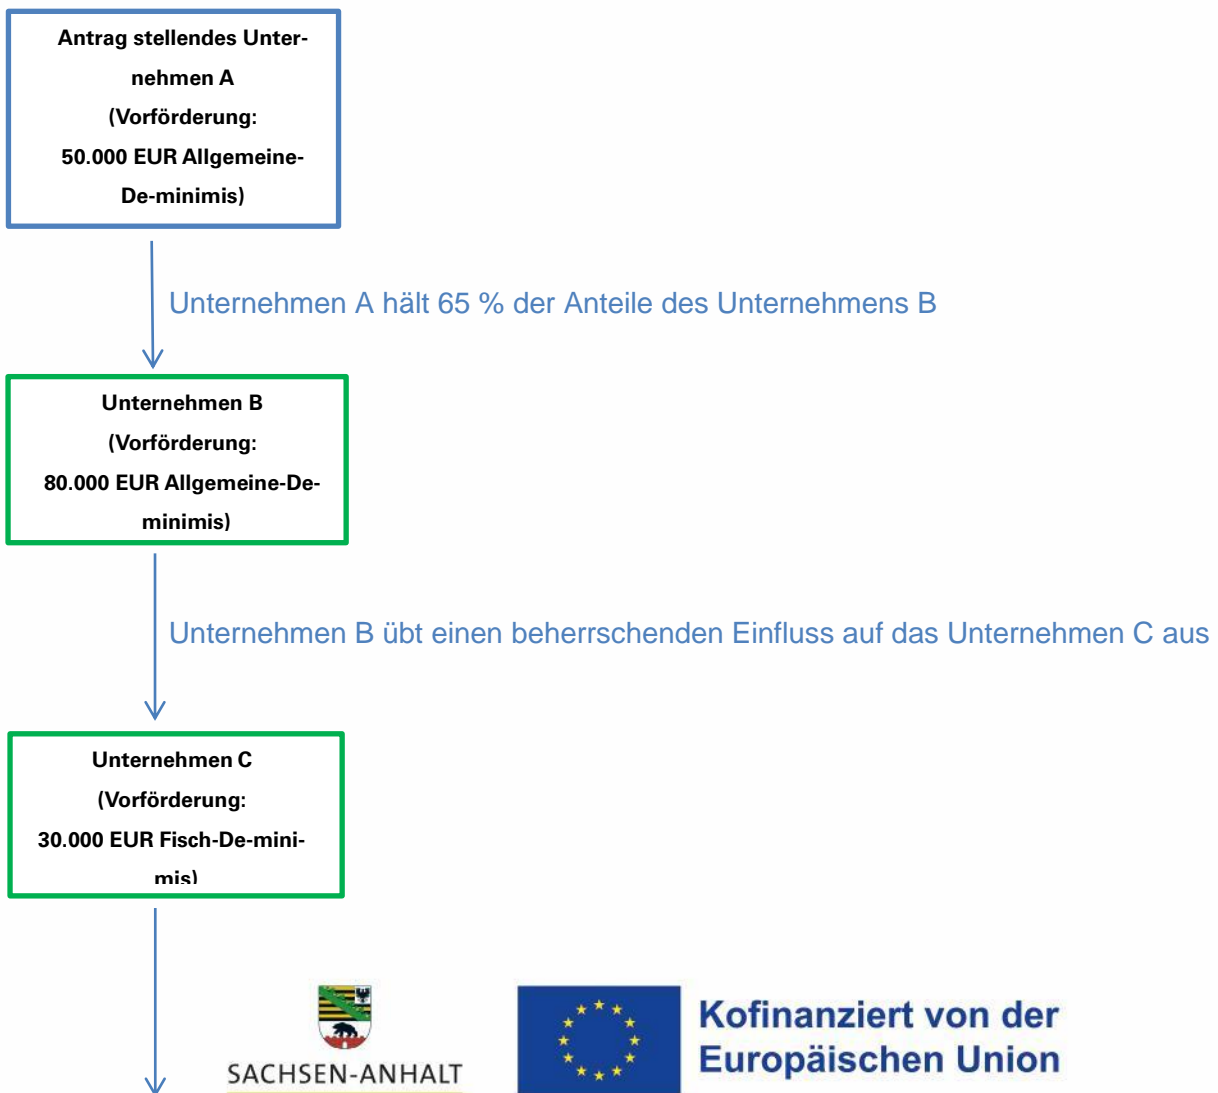 Antrag stellendes Unter-
nehmen A
(Vorförderung:
50.000 EUR Allgemeine-
De-minimis)
Unternehmen A hält 65 % der Anteile des Unternehmens B
Unternehmen B
(Vorförderung:
80.000 EUR Allgemeine-De-
minimis)
Unternehmen B übt einen beherrschenden Einfluss auf das Unternehmen C aus
Unternehmen C
(Vorförderung:
30.000 EUR Fisch-De-mini-
mis)
SACHSEN-ANHALT
Kofinanziert von der
Europäischen Union